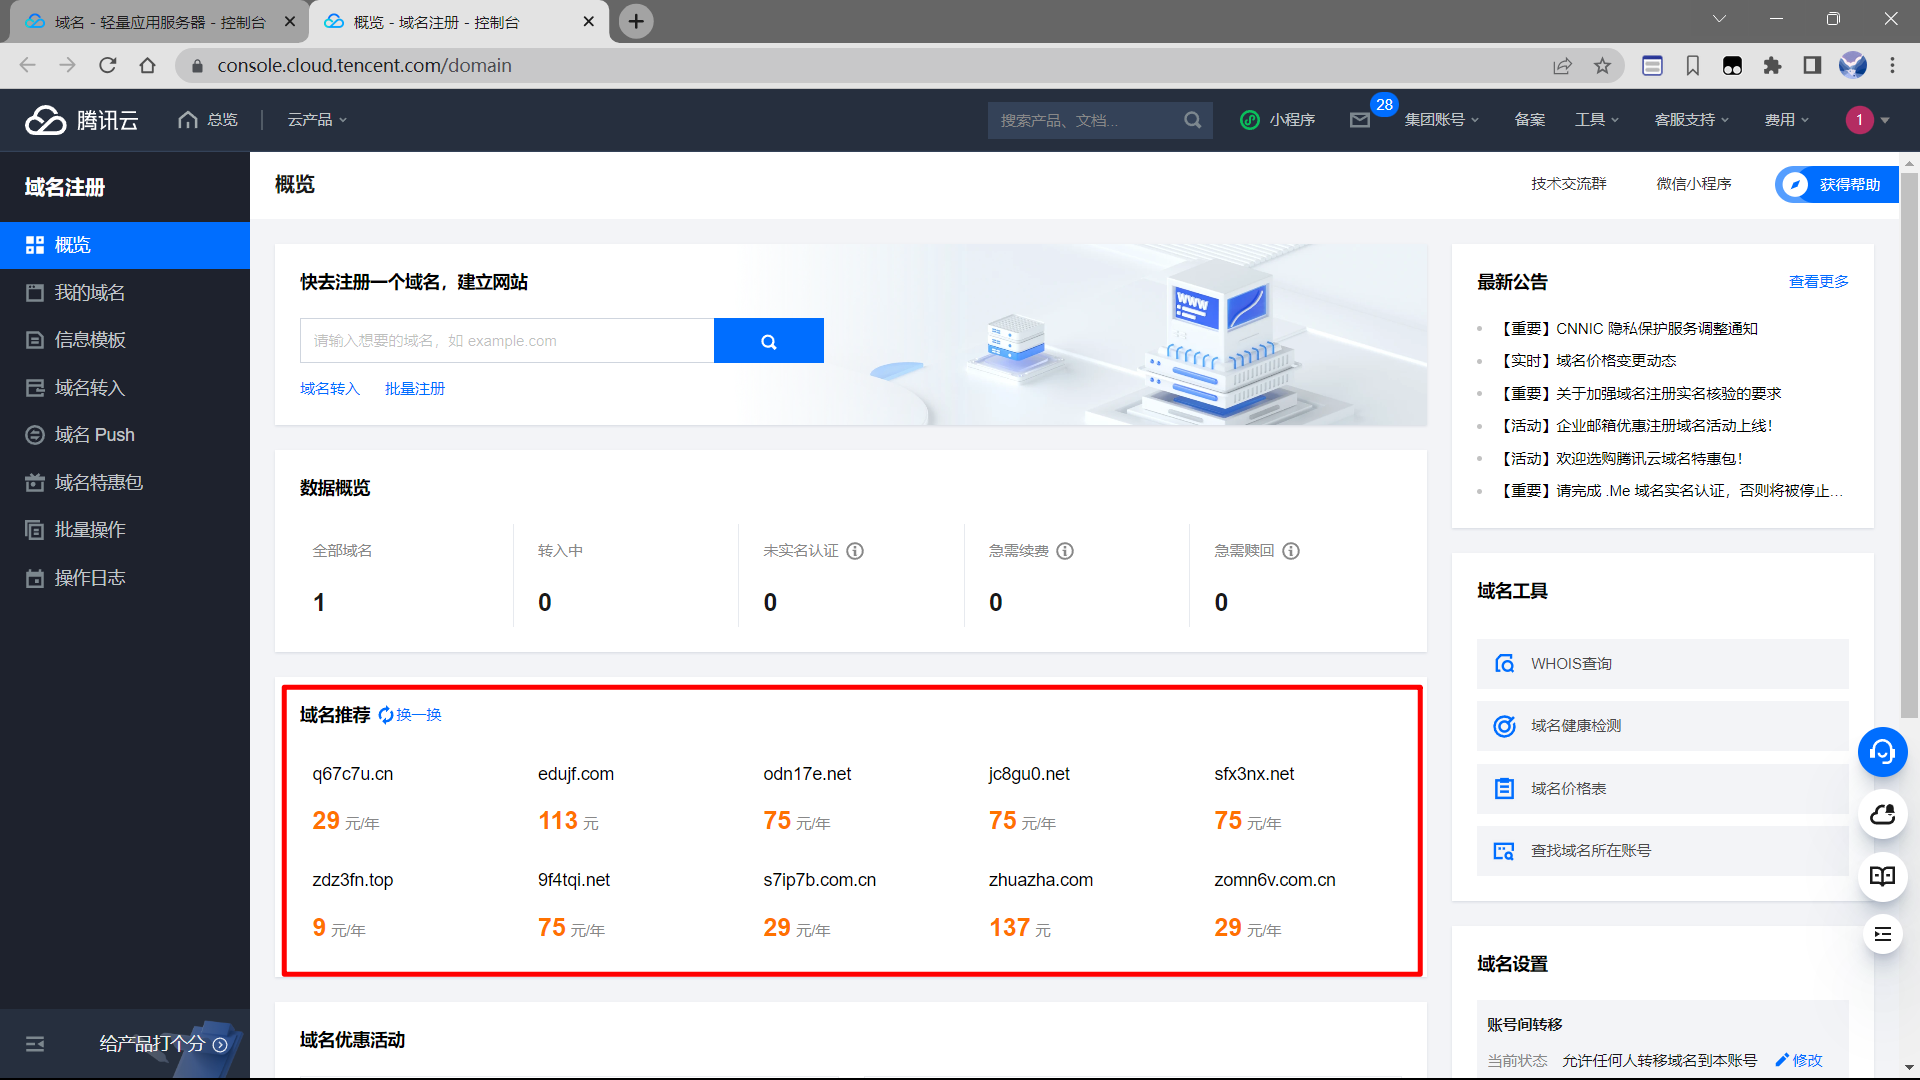 域名 - 轻量应用服务器 - 控制台
概览 - 域名注册 - 控制台
console.cloud.tencent.com/domain
腾讯云
总览
云产品
搜索产品、文档...
小程序
28
集团账号
备案
工具
客服支持
费用
1
域名注册
概览
我的域名
信息模板
域名转入
域名 Push
域名特惠包
批量操作
操作日志
给产品打个分
概览
技术交流群
微信小程序
获得帮助
快去注册一个域名，建立网站
请输入想要的域名，如 example.com
域名转入
批量注册
WWW
数据概览
全部域名
转入中
未实名认证
急需续费
急需赎回
1
0
0
0
0
域名推荐
换一换
q67c7u.cn
edujf.com
odn17e.net
jc8gu0.net
sfx3nx.net
29 元/年
113 元
75 元/年
75 元/年
75 元/年
zdz3fn.top
9f4tqi.net
s7ip7b.com.cn
zhuazha.com
zomn6v.com.cn
9 元/年
75 元/年
29 元/年
137 元
29 元/年
域名优惠活动
最新公告
查看更多
【重要】CNNIC 隐私保护服务调整通知
【实时】域名价格变更动态
【重要】关于加强域名注册实名核验的要求
【活动】企业邮箱优惠注册域名活动上线！
【活动】欢迎选购腾讯云域名特惠包！
【重要】请完成 .Me 域名实名认证，否则将被停止...
域名工具
WHOIS查询
域名健康检测
域名价格表
查找域名所在账号
域名设置
账号间转移
当前状态
允许任何人转移域名到本账号
修改